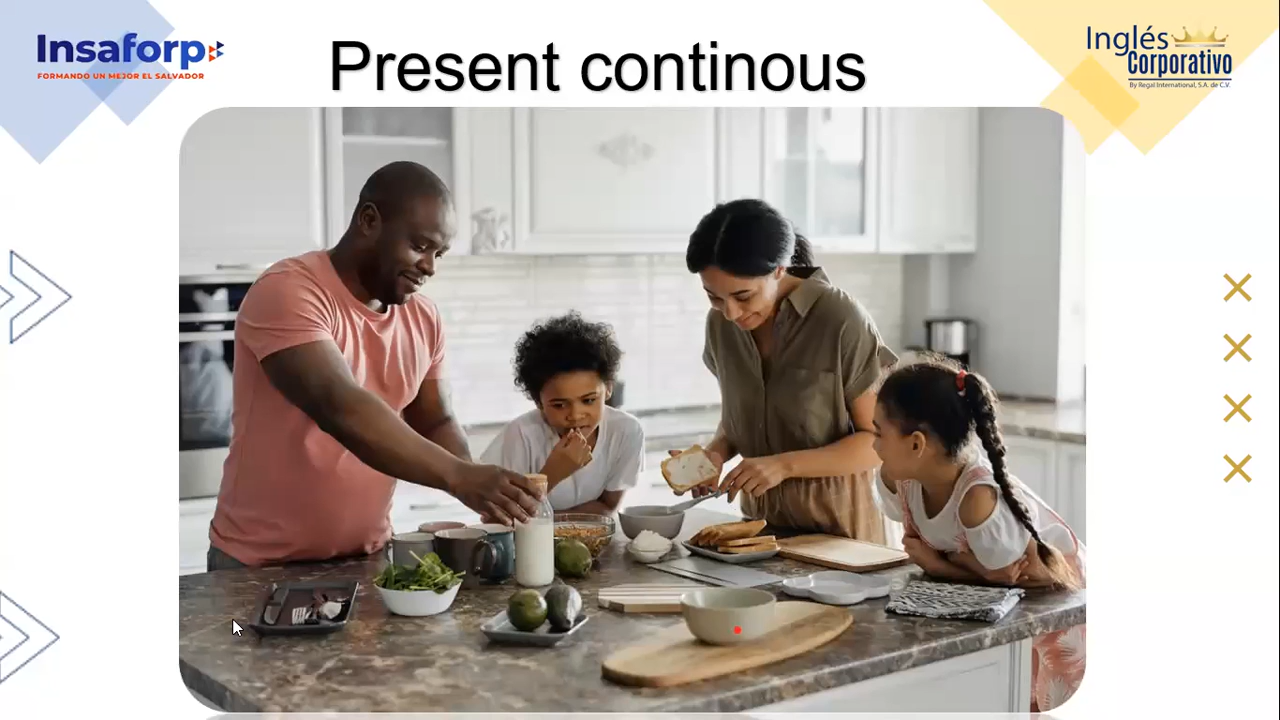 Insaforp
FORMANDO UN MEJOR EL SALVADOR
Present continous
Inglés
Corporativo
By Regal International, S.A. de C.V.